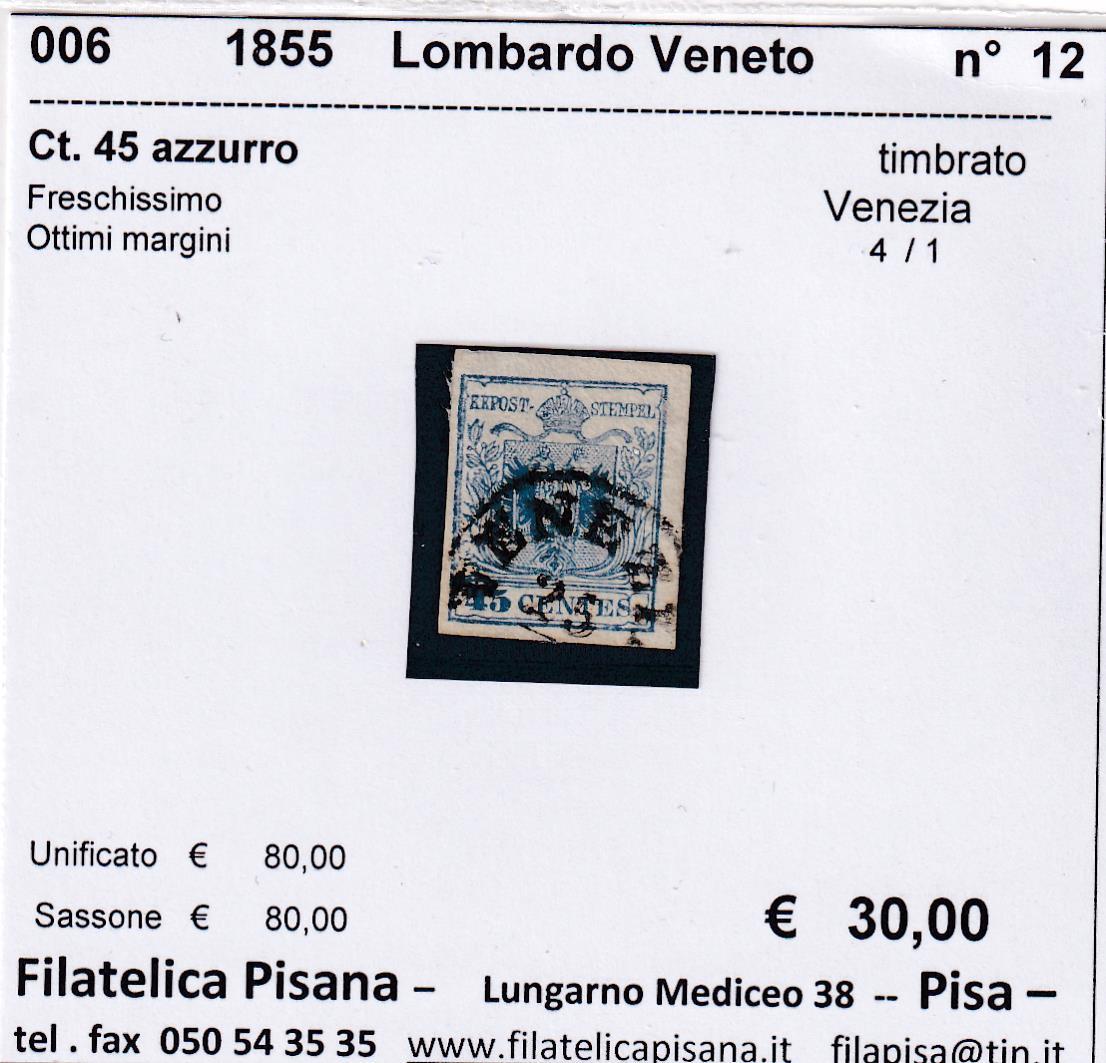 006 1855 Lombardo Veneto n° 12
--------------------------------------------------------------------------------
Ct. 45 azzurro timbrato
Freschissimo Venezia
Ottimi margini 4 / 1
KKPOST- STEMPEL
VENE
45 CENTES
Unificato € 80,00
Sassone € 80,00 € 30,00
Filatelica Pisana – Lungarno Mediceo 38 -- Pisa –
tel . fax 050 54 35 35 www.filatelicapisana.it filapisa@tin.it